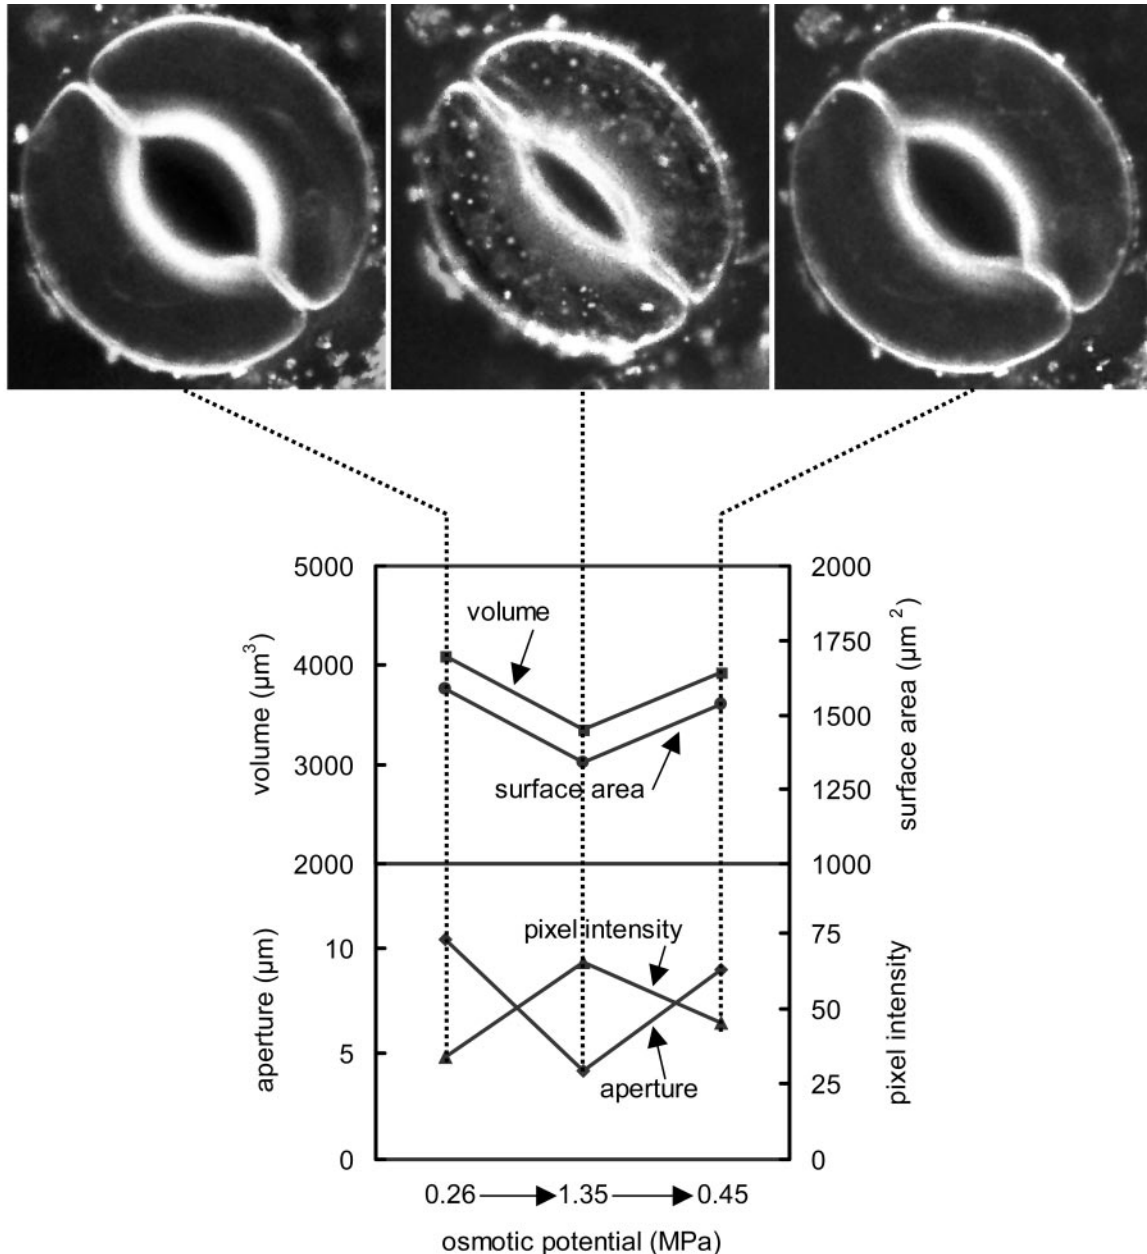 5000
2000
volume
1750
4000
volume (µm³)
surface area (µm²)
1500
3000
surface area
1250
2000
1000
pixel intensity
75
10
aperture (µm)
pixel intensity
50
5
aperture
25
0
0
0.26 1.35 0.45
osmotic potential (MPa)